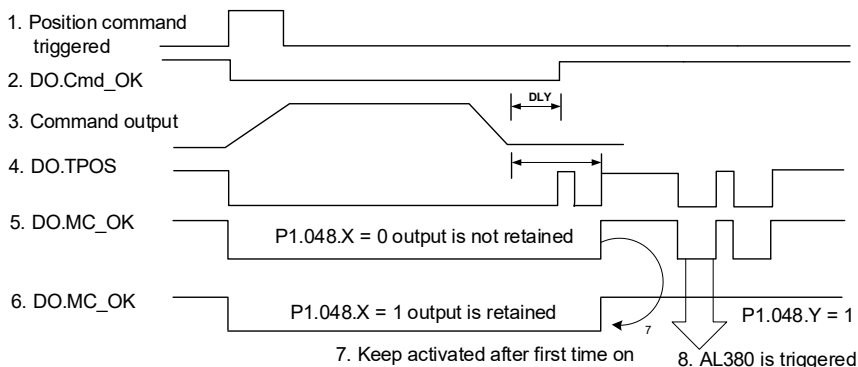 1. Position command
triggered
2. DO.Cmd_OK
DLY
3. Command output
4. DO.TPOS
5. DO.MC_OK
P1.048.X = 0 output is not retained
6. DO.MC_OK
P1.048.X = 1 output is retained
P1.048.Y = 1
7
7. Keep activated after first time on
8. AL380 is triggered